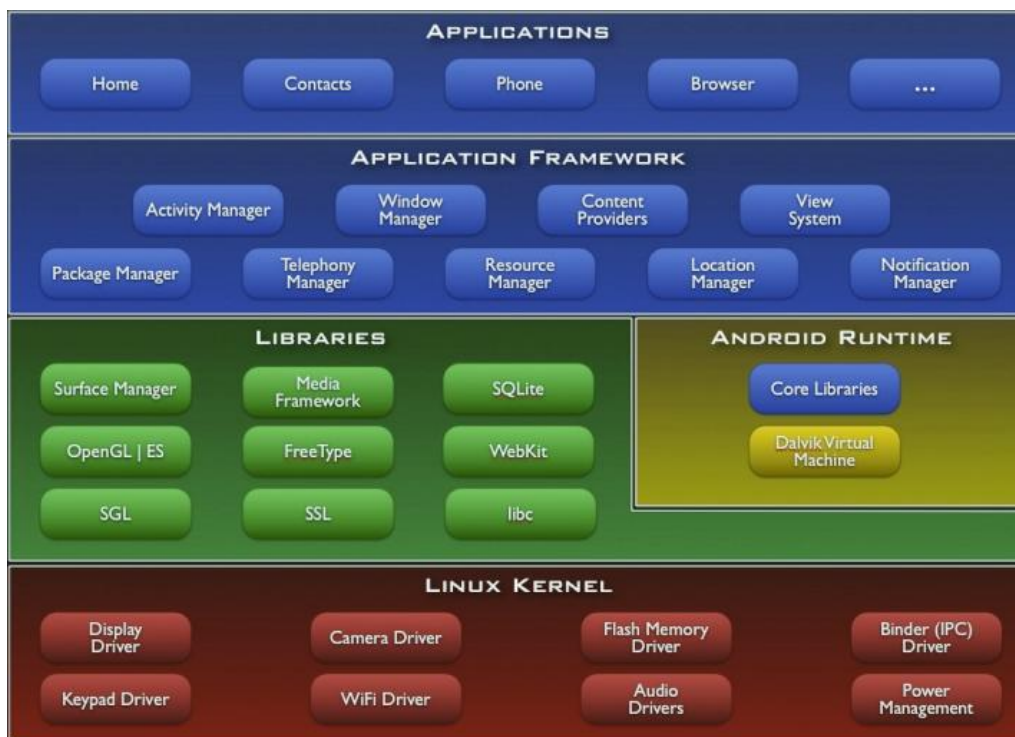 APPLICATIONS
Home
Contacts
Phone
Browser
...
APPLICATION FRAMEWORK
Activity Manager
Window
Manager
Content
Providers
View
System
Package Manager
Telephony
Manager
Resource
Manager
Location
Manager
Notification
Manager
LIBRARIES
Surface Manager
Media
Framework
SQLite
OpenGL | ES
FreeType
WebKit
SGL
SSL
libc
ANDROID RUNTIME
Core Libraries
Dalvik Virtual
Machine
LINUX KERNEL
Display
Driver
Camera Driver
Flash Memory
Driver
Binder (IPC)
Driver
Keypad Driver
WiFi Driver
Audio
Drivers
Power
Management